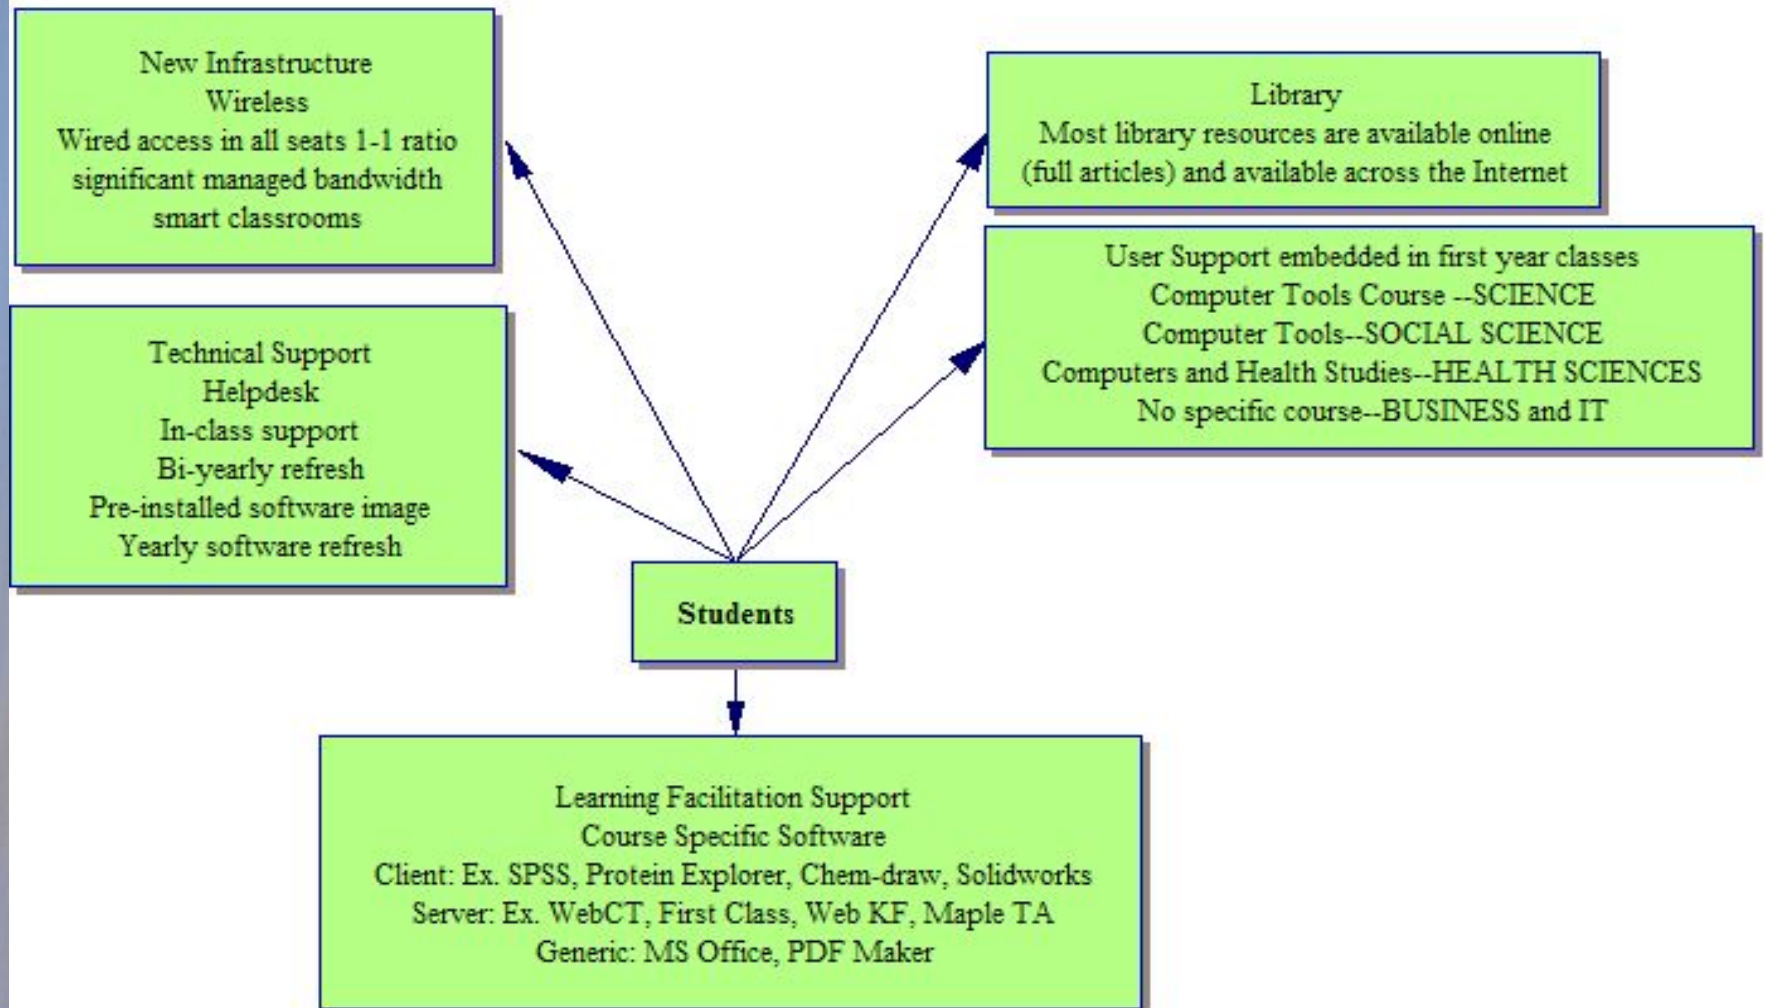 New Infrastructure
Wireless
Wired access in all seats 1-1 ratio
significant managed bandwidth
smart classrooms
Library
Most library resources are available online
(full articles) and available across the Internet
User Support embedded in first year classes
Computer Tools Course --SCIENCE
Computer Tools--SOCIAL SCIENCE
Computers and Health Studies--HEALTH SCIENCES
No specific course--BUSINESS and IT
Technical Support
Helpdesk
In-class support
Bi-yearly refresh
Pre-installed software image
Yearly software refresh
Students
Learning Facilitation Support
Course Specific Software
Client: Ex. SPSS, Protein Explorer, Chem-draw, Solidworks
Server: Ex. WebCT, First Class, Web KF, Maple TA
Generic: MS Office, PDF Maker